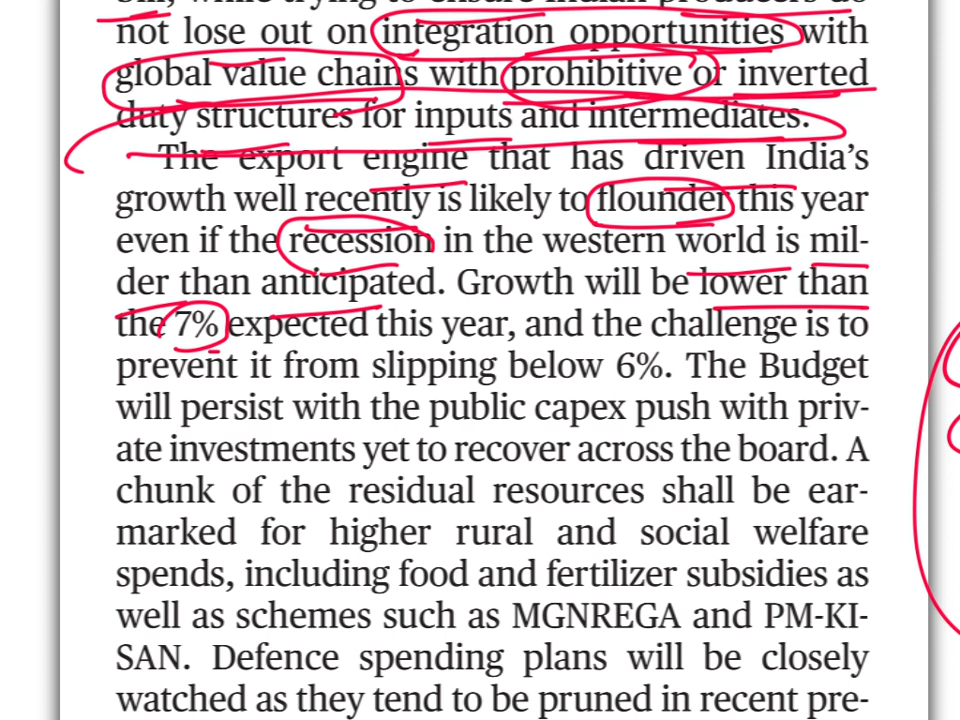 not lose out on integration opportunities with
global value chains with prohibitive or inverted
duty structures for inputs and intermediates.
The export engine that has driven India's
growth well recently is likely to flounder this year
even if the recession in the western world is mil-
der than anticipated. Growth will be lower than
the 7% expected this year, and the challenge is to
prevent it from slipping below 6%. The Budget
will persist with the public capex push with priv-
ate investments yet to recover across the board. A
chunk of the residual resources shall be ear-
marked for higher rural and social welfare
spends, including food and fertilizer subsidies as
well as schemes such as MGNREGA and PM-KI-
SAN. Defence spending plans will be closely
watched as they tend to be pruned in recent pre-